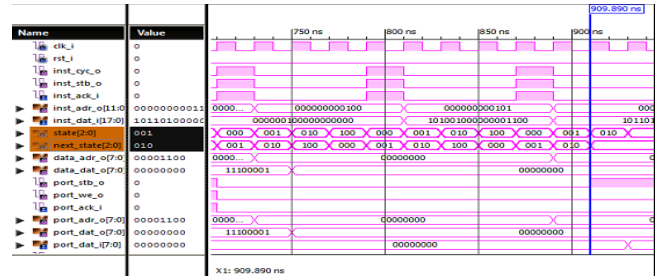 909.890 ns
Name Value 750 ns 800 ns 850 ns 900 ns
clk_i 0
rst_i 0
inst_cyc_o 0
inst_stb_o 0
inst_ack_i 0
inst_adr_o[11:0 00000000011 0000... 000000000100 000000000101 000
inst_dat_i[17:0] 10110100000 000000100000000000 101001000000001100 101101
state[2:0] 001 000 001 010 100 000 001 010 100 000 001 010
next_state[2:0] 010 001 010 100 000 001 010 100 000 001 010
data_adr_o[7:0] 00001100 0000... 00000000
data_dat_o[7:0] 00000000 11100001 00000000
port_stb_o 0
port_we_o 0
port_ack_i 0
port_adr_o[7:0] 00001100 0000... 00000000
port_dat_o[7:0] 00000000 11100001 00000000
port_dat_i[7:0] 00000000 00000000
X1: 909.890 ns